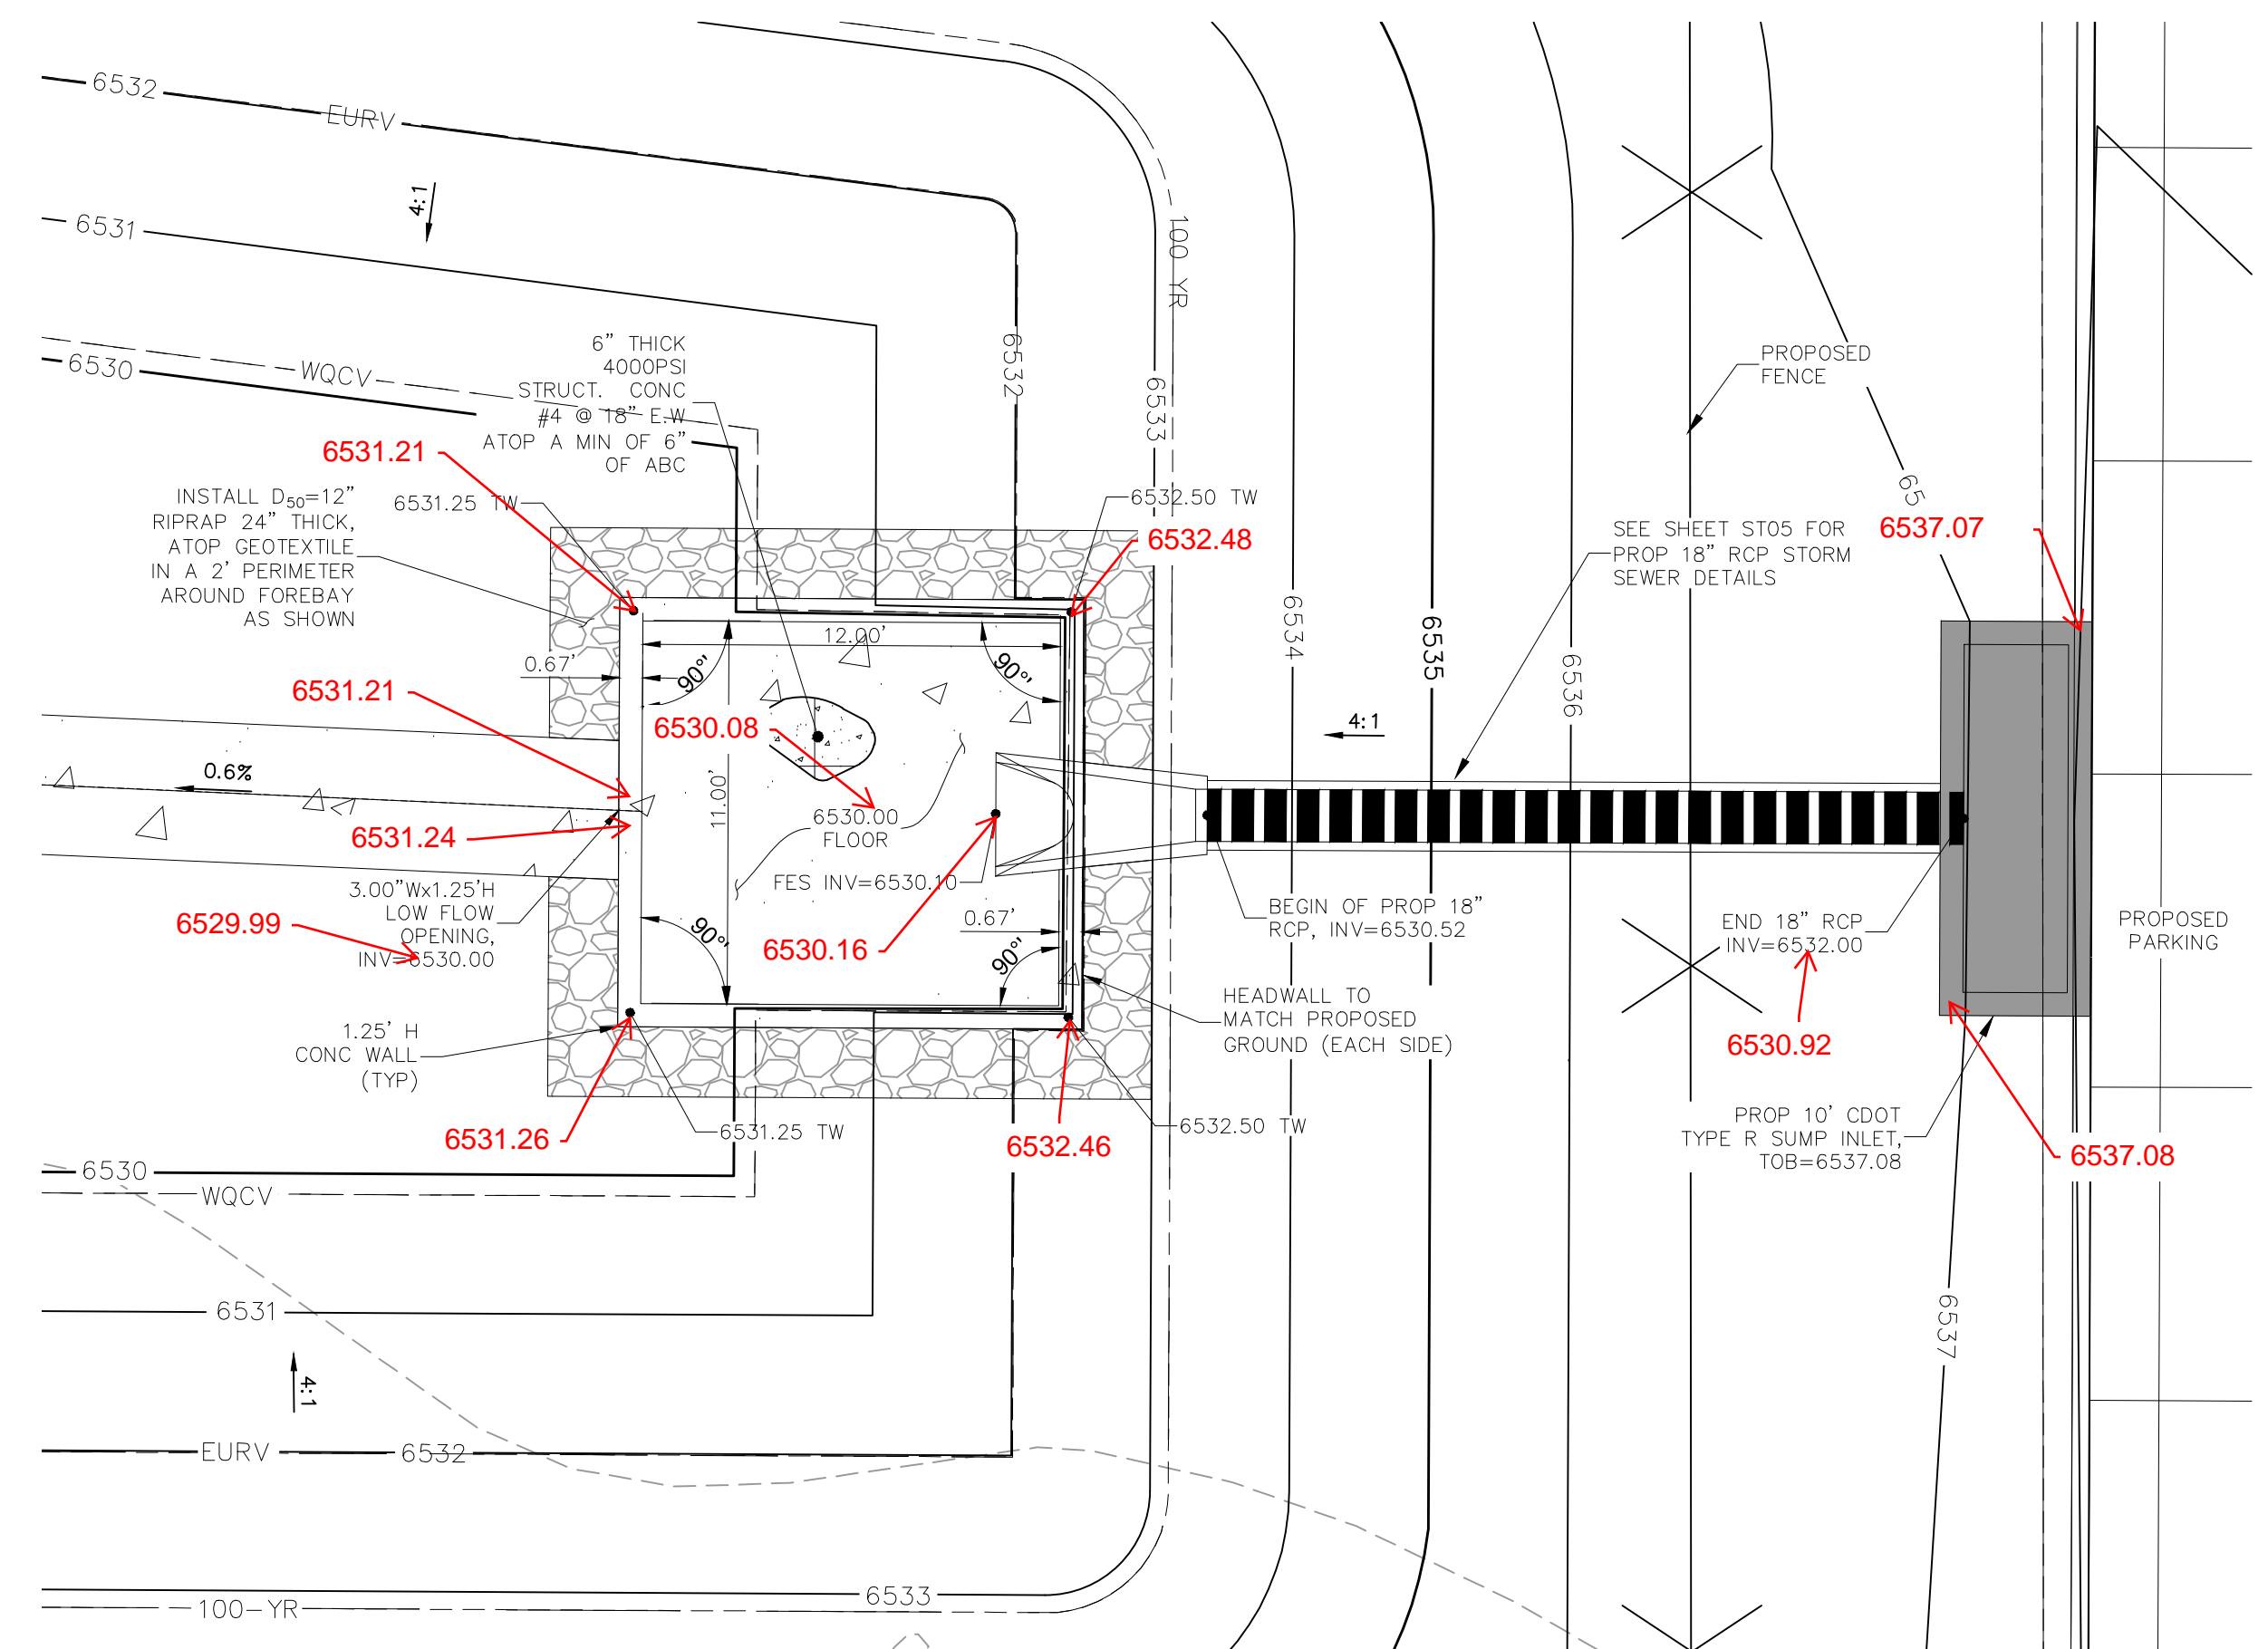 6532
EURV
4:1
6531
100 YR
6" THICK
4000PSI
STRUCT. CONC
#4 @ 18" E.W
ATOP A MIN OF 6"
OF ABC
WQCV
6530
6532
6533
PROPOSED
FENCE
6531.21
INSTALL D50=12"
RIPRAP 24" THICK,
ATOP GEOTEXTILE
IN A 2' PERIMETER
AROUND FOREBAY
AS SHOWN
6531.25 TW
6532.50 TW
6532.48
65
SEE SHEET ST05 FOR
PROP 18" RCP STORM
SEWER DETAILS
6537.07
6534
6535
6536
12.00'
0.67'
90°'
90°'
6531.21
6530.08
4:1
0.6%
11.00'
6530.00
FLOOR
6531.24
FES INV=6530.10
3.00"Wx1.25'H
LOW FLOW
OPENING,
INV=6530.00
6529.99
0.67'
90°'
90°'
6530.16
BEGIN OF PROP 18"
RCP, INV=6530.52
END 18" RCP
INV=6532.00
PROPOSED
PARKING
6530.92
HEADWALL TO
MATCH PROPOSED
GROUND (EACH SIDE)
1.25' H
CONC WALL
(TYP)
6531.26
6531.25 TW
6532.46
6532.50 TW
PROP 10' CDOT
TYPE R SUMP INLET,
TOB=6537.08
6537.08
6530
WQCV
6531
6537
4:1
EURV
6532
6533
100-YR